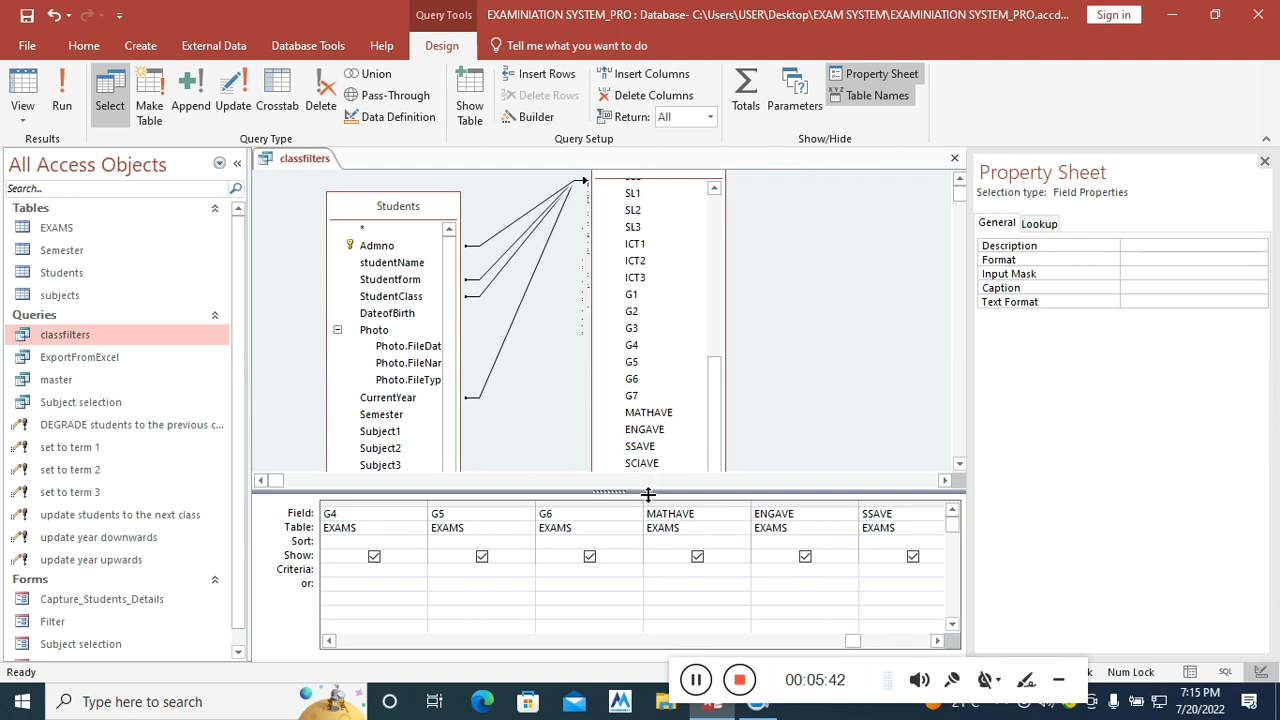 Query Tools
EXAMINIATION SYSTEM_PRO : Database- C:\Users\USER\Desktop\EXAM SYSTEM\EXAMINIATION SYSTEM_PRO.accd...
Sign in
File Home Create External Data Database Tools Help Design Tell me what you want to do
View Run Select Make Table Append Update Crosstab Delete
Union
Pass-Through
Data Definition
Show Table
Insert Rows
Delete Rows
Builder
Insert Columns
Delete Columns
Return: All
Totals Parameters
Property Sheet
XYZ Table Names
Results Query Type Query Setup Show/Hide
All Access Objects
Search...
Tables
EXAMS
Semester
Students
subjects
Queries
classfilters
ExportFromExcel
master
Subject selection
DEGRADE students to the previous c...
set to term 1
set to term 2
set to term 3
update students to the next class
update year downwards
update year upwards
Forms
Capture_Students_Details
Filter
Subject selection
classfilters
Students
*
Admno
studentName
Studentform
StudentClass
DateofBirth
Photo
Photo.FileDat
Photo.FileNar
Photo.FileTyp
CurrentYear
Semester
Subject1
Subject2
Subject3
SL1
SL2
SL3
ICT1
ICT2
ICT3
G1
G2
G3
G4
G5
G6
G7
MATHAVE
ENGAVE
SSAVE
SCIAVE
Field: G4 G5 G6 MATHAVE ENGAVE SSAVE
Table: EXAMS EXAMS EXAMS EXAMS EXAMS EXAMS
Sort:
Show:
Criteria:
or:
Property Sheet
Selection type: Field Properties
General Lookup
Description
Format
Input Mask
Caption
Text Format
Ready
Num Lock
SQL
00:05:42
Type here to search
7:15 PM
7/20/2022